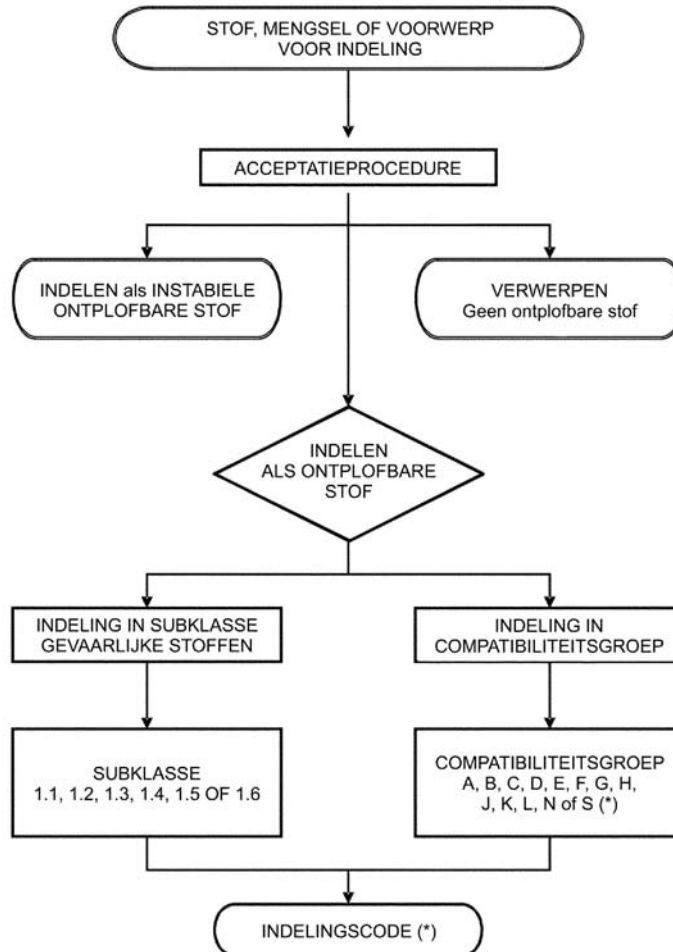 STOF, MENGSEL OF VOORWERP
VOOR INDELING
ACCEPTATIEPROCEDURE
INDELEN als INSTABIELE
ONTPLOFBARE STOF
VERWERPEN
Geen ontplofbare stof
INDELEN
ALS ONTPLOFBARE
STOF
INDELING IN SUBKLASSE
GEVAARLIJKE STOFFEN
INDELING IN
COMPATIBILITEITSGROEP
SUBKLASSE
1.1, 1.2, 1.3, 1.4, 1.5 OF 1.6
COMPATIBILITEITSGROEP
A, B, C, D, E, F, G, H,
J, K, L, N of S (*)
INDELINGSCODE (*)